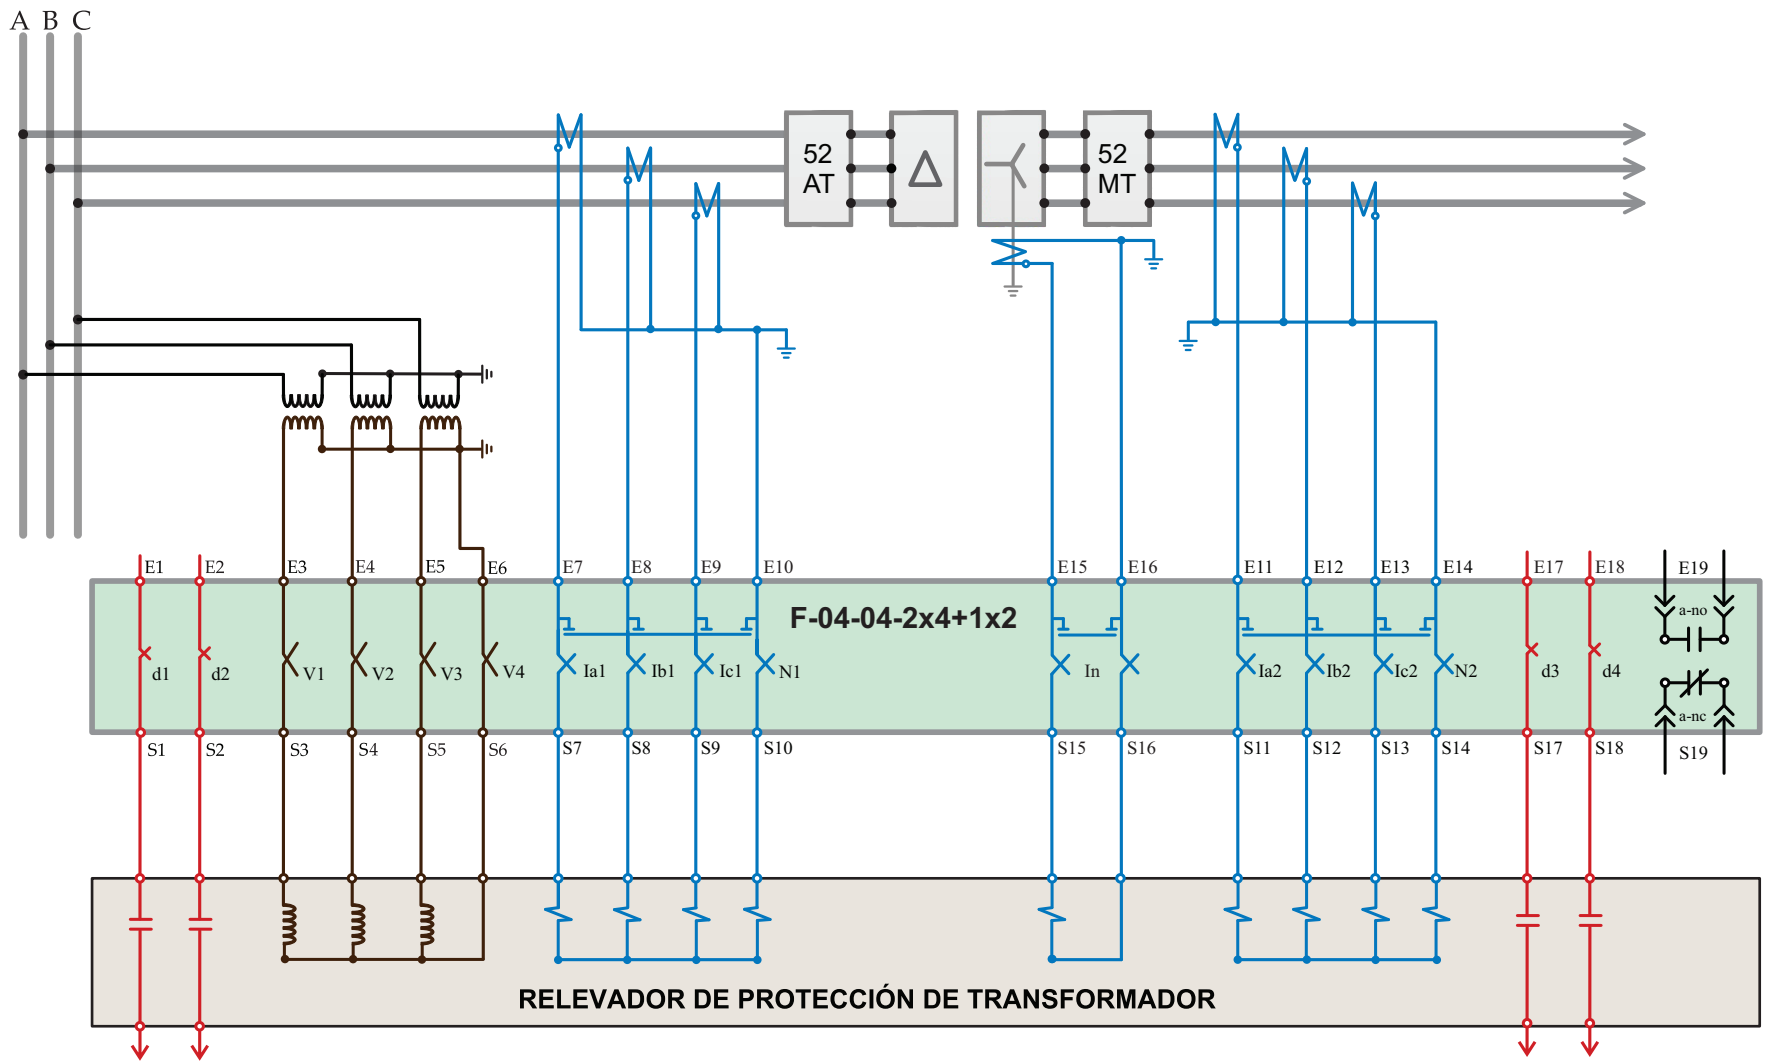 A B C
52 AT
Δ
52 MT
E1 E2 E3 E4 E5 E6 E7 E8 E9 E10 E15 E16 E11 E12 E13 E14 E17 E18 E19
F-04-04-2x4+1x2
a-no
d1 d2 V1 V2 V3 V4 Ia1 Ib1 Ic1 N1 In Ia2 Ib2 Ic2 N2 d3 d4
a-nc
S1 S2 S3 S4 S5 S6 S7 S8 S9 S10 S15 S16 S11 S12 S13 S14 S17 S18 S19
RELEVADOR DE PROTECCIÓN DE TRANSFORMADOR